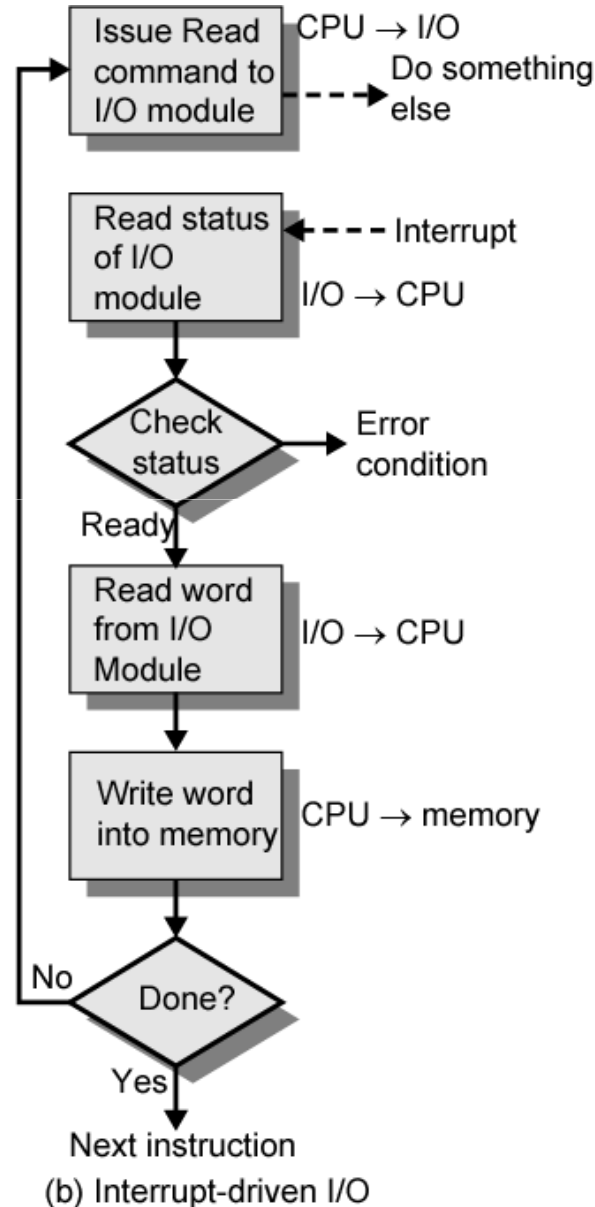 Issue Read
command to
I/O module
CPU → I/O
Do something
else
Read status
of I/O
module
Interrupt
I/O → CPU
Check
status
Error
condition
Ready
Read word
from I/O
Module
I/O → CPU
Write word
into memory
CPU → memory
Done?
No
Yes
Next instruction
(b) Interrupt-driven I/O